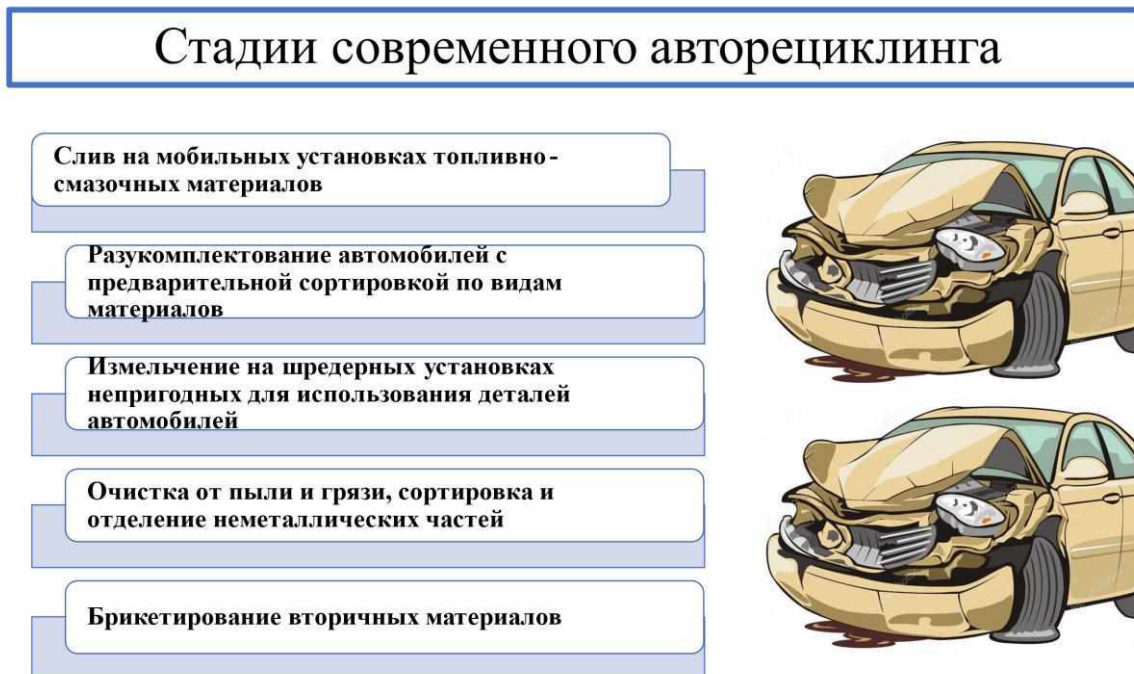 Стадии современного авторециклинга
Слив на мобильных установках топливно-
смазочных материалов
Разукомплектование автомобилей с
предварительной сортировкой по видам
материалов
Измельчение на шредерных установках
непригодных для использования деталей
автомобилей
Очистка от пыли и грязи, сортировка и
отделение неметаллических частей
Брикетирование вторичных материалов